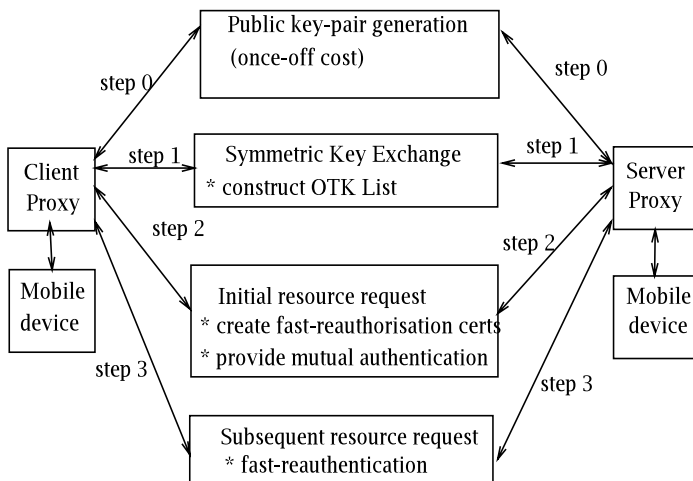 Public key-pair generation
(once-off cost)
step 0
step 0
step 1
Symmetric Key Exchange
* construct OTK List
step 1
Client
Proxy
Server
Proxy
step 2
step 2
Mobile
device
Initial resource request
* create fast-reauthorisation certs
* provide mutual authentication
Mobile
device
step 3
step 3
Subsequent resource request
* fast-reauthentication